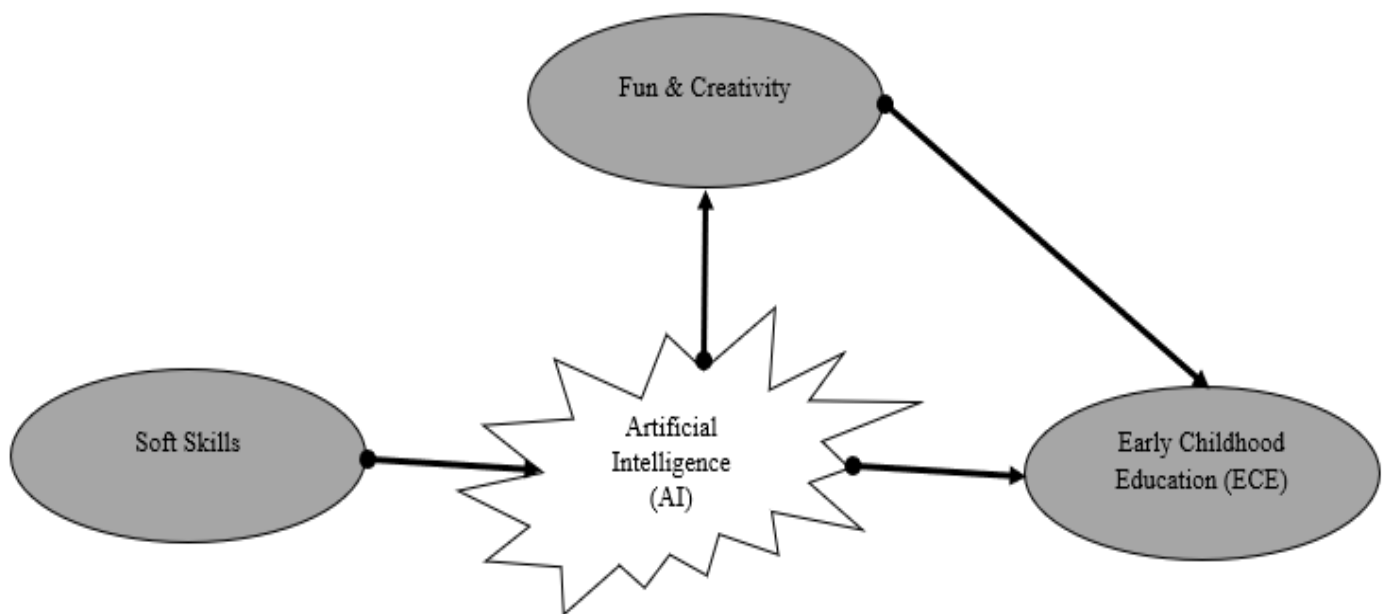 Fun & Creativity
Soft Skills
Artificial
Intelligence
(AI)
Early Childhood
Education (ECE)